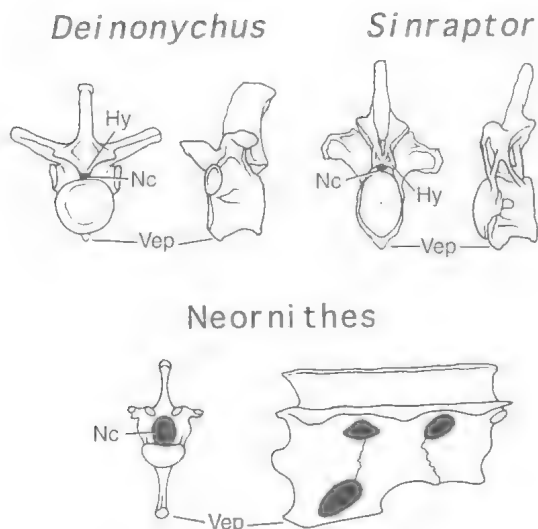 Deinonychus
Sinraptor
Hy
Nc
Vep
Nc
Hy
Vep
Neornithes
Nc
Vep